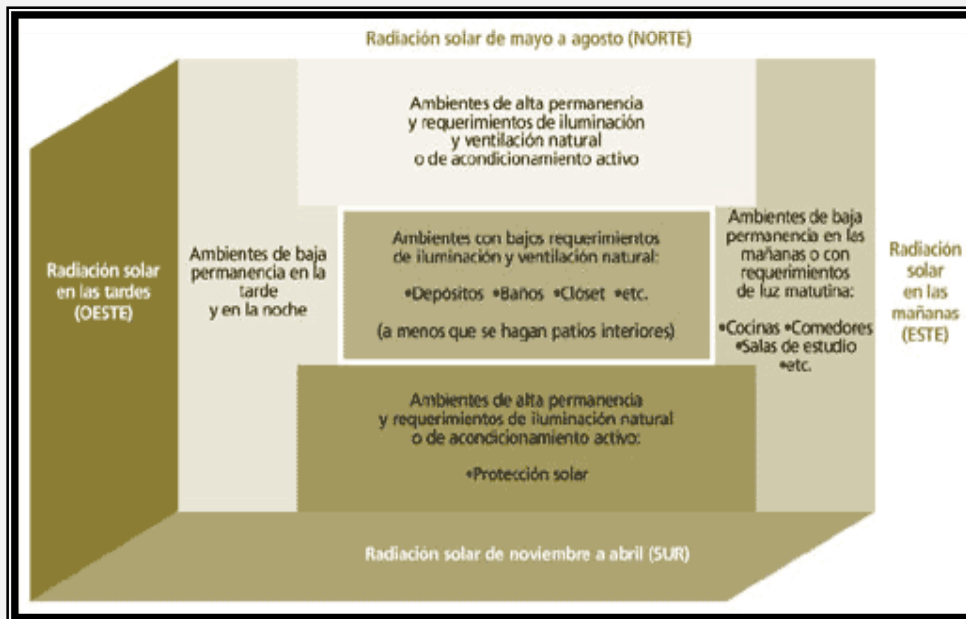 Radiación solar de mayo a agosto (NORTE)
Ambientes de alta permanencia
y requerimientos de iluminación
y ventilación natural
o de acondicionamiento activo
Radiación solar
en las tardes
(OESTE)
Ambientes de baja
permanencia en la
tarde
y en la noche
Ambientes con bajos requerimientos
de iluminación y ventilación natural:
•Depósitos •Baños •Clóset •etc.
(a menos que se hagan patios interiores)
Ambientes de baja
permanencia en las
mañanas o con
requerimientos
de luz matutina:
•Cocinas •Comedores
•Salas de estudio
•etc.
Radiación
solar
en las
mañanas
(ESTE)
Ambientes de alta permanencia
y requerimientos de iluminación natural
o de acondicionamiento activo:
•Protección solar
Radiación solar de noviembre a abril (SUR)